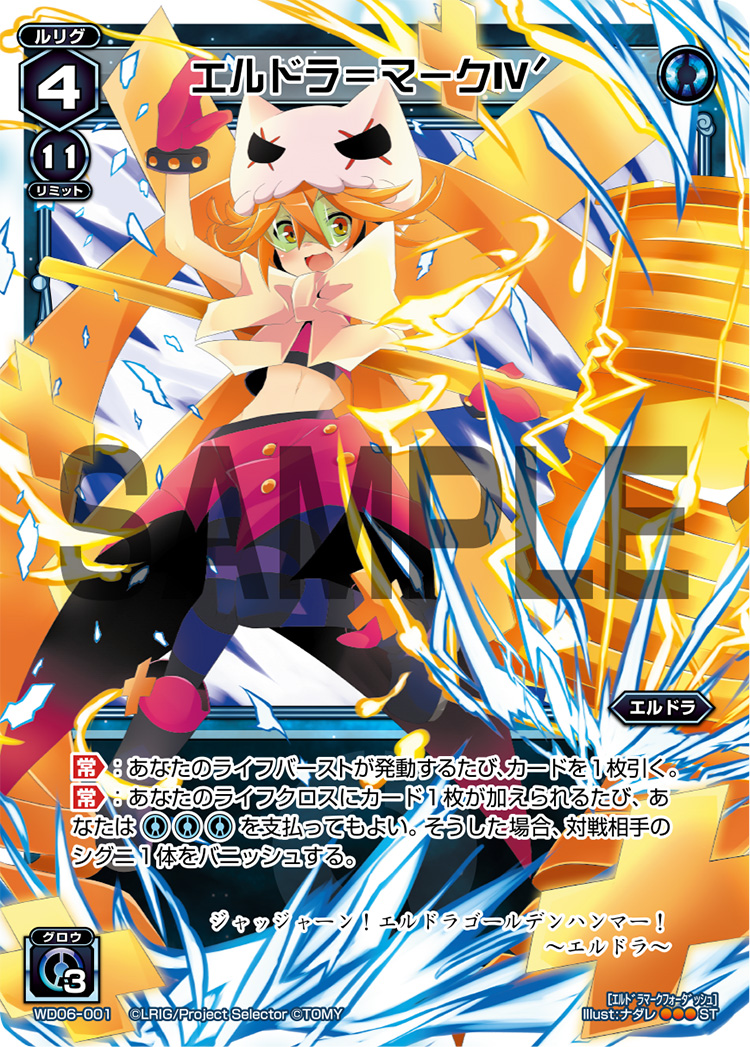 ルリグ
4
エルドラ=マークⅣ'
11
リミット
SAMPLE
エルドラ
常:あなたのライフバーストが発動するたび、カードを1枚引く。
常:あなたのライフクロスにカード1枚が加えられるたび、あ
なたは を支払ってもよい。そうした場合、対戦相手の
シグニ1体をバニッシュする。
ジャッジャーン!エルドラゴールデンハンマー!
~エルドラ~
グロウ
:3
[エルドラマークフォーダッシュ]
WD06-001 ©LRIG/Project Selector ©TOMY
Illust:ナダレ ST